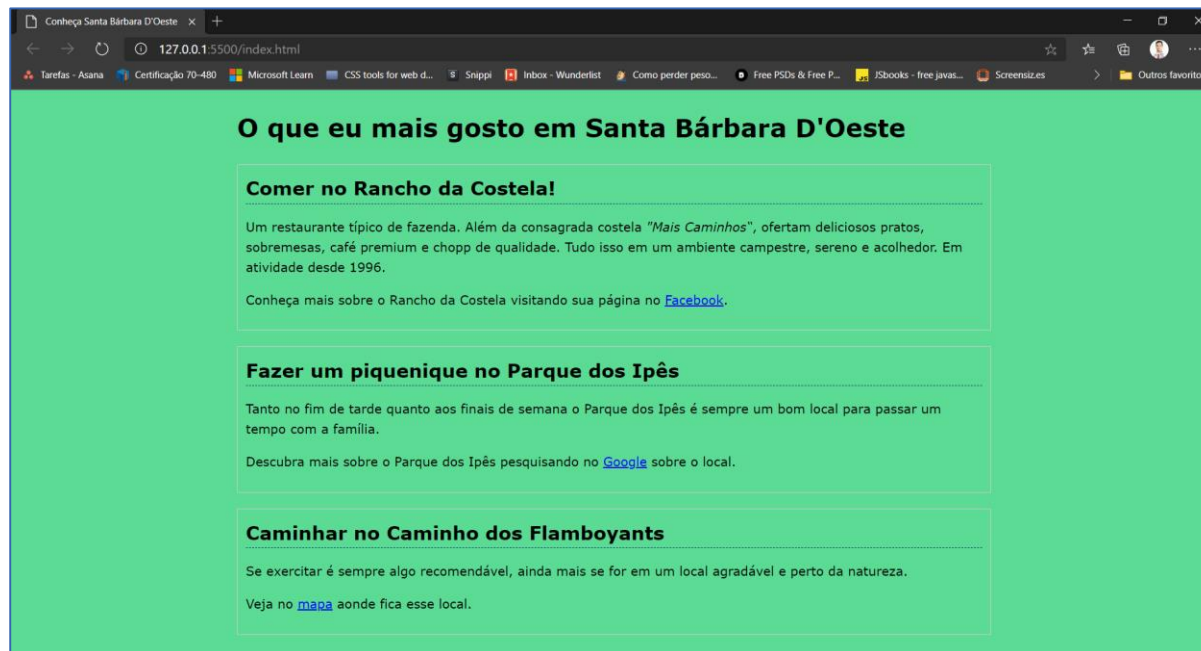 Conheça Santa Bárbara D'Oeste
127.0.0.1:5500/index.html
Tarefas - Asana Certificação 70-480 Microsoft Learn CSS tools for web d... Snippi Inbox - Wunderlist Como perder peso... Free PSDs & Free P... JSbooks - free javas... Screensiz.es Outros favorito
O que eu mais gosto em Santa Bárbara D'Oeste
Comer no Rancho da Costela!
Um restaurante típico de fazenda. Além da consagrada costela "Mais Caminhos", ofertam deliciosos pratos,
sobremesas, café premium e chopp de qualidade. Tudo isso em um ambiente campestre, sereno e acolhedor. Em
atividade desde 1996.
Conheça mais sobre o Rancho da Costela visitando sua página no Facebook.
Fazer um piquenique no Parque dos Ipês
Tanto no fim de tarde quanto aos finais de semana o Parque dos Ipês é sempre um bom local para passar um
tempo com a família.
Descubra mais sobre o Parque dos Ipês pesquisando no Google sobre o local.
Caminhar no Caminho dos Flamboyants
Se exercitar é sempre algo recomendável, ainda mais se for em um local agradável e perto da natureza.
Veja no mapa aonde fica esse local.